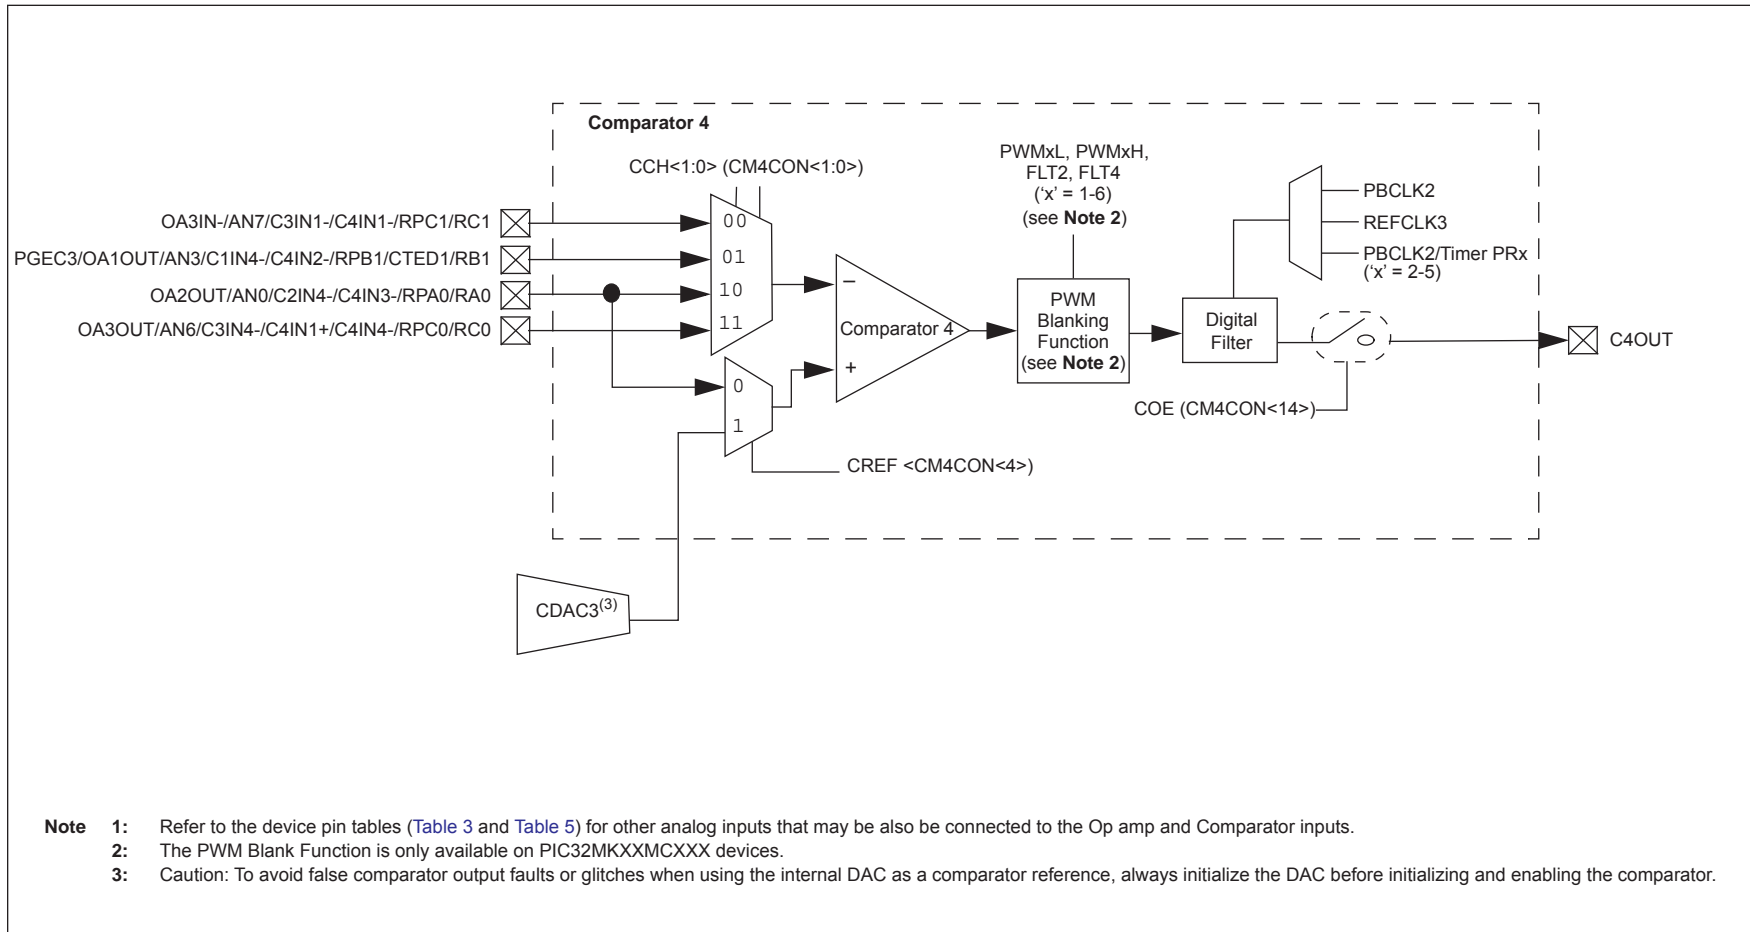 Comparator 4
CCH<1:0> (CM4CON<1:0>)
PWMxL, PWMxH,
FLT2, FLT4
(‘x’ = 1-6)
(see Note 2)
PBCLK2
REFCLK3
PBCLK2/Timer PRx
(‘x’ = 2-5)
OA3IN-/AN7/C3IN1-/C4IN1-/RPC1/RC1
PGEC3/OA1OUT/AN3/C1IN4-/C4IN2-/RPB1/CTED1/RB1
OA2OUT/AN0/C2IN4-/C4IN3-/RPA0/RA0
OA3OUT/AN6/C3IN4-/C4IN1+/C4IN4-/RPC0/RC0
00
01
10
11
–
Comparator 4
+
PWM
Blanking
Function
(see Note 2)
Digital
Filter
C4OUT
0
1
COE (CM4CON<14>)
CREF <CM4CON<4>)
CDAC3(3)
Note 1: Refer to the device pin tables (Table 3 and Table 5) for other analog inputs that may be also be connected to the Op amp and Comparator inputs.
2: The PWM Blank Function is only available on PIC32MKXXMCXXX devices.
3: Caution: To avoid false comparator output faults or glitches when using the internal DAC as a comparator reference, always initialize the DAC before initializing and enabling the comparator.